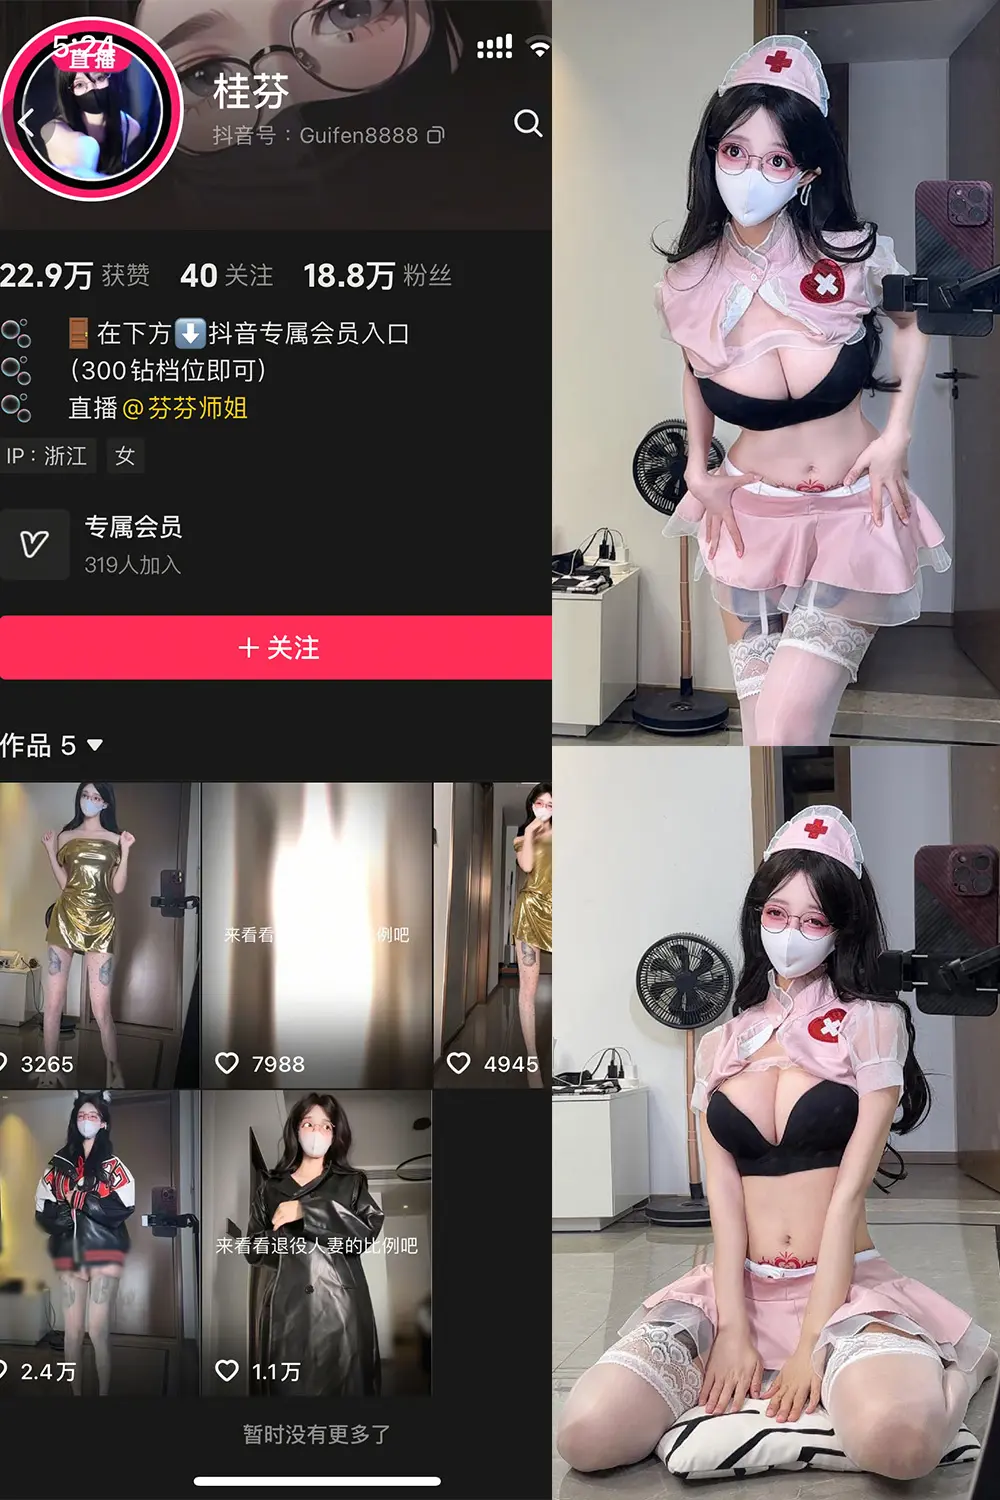 5:24
直播
桂芬
抖音号：Guifen8888
22.9万 获赞 40 关注 18.8万 粉丝
🚪在下方⬇️抖音专属会员入口
（300钻档位即可）
直播@芬芬师姐
IP：浙江 女
专属会员
319人加入
＋关注
作品 5
来看看
例吧
3265
7988
4945
来看看退役人妻的比例吧
2.4万
1.1万
暂时没有更多了